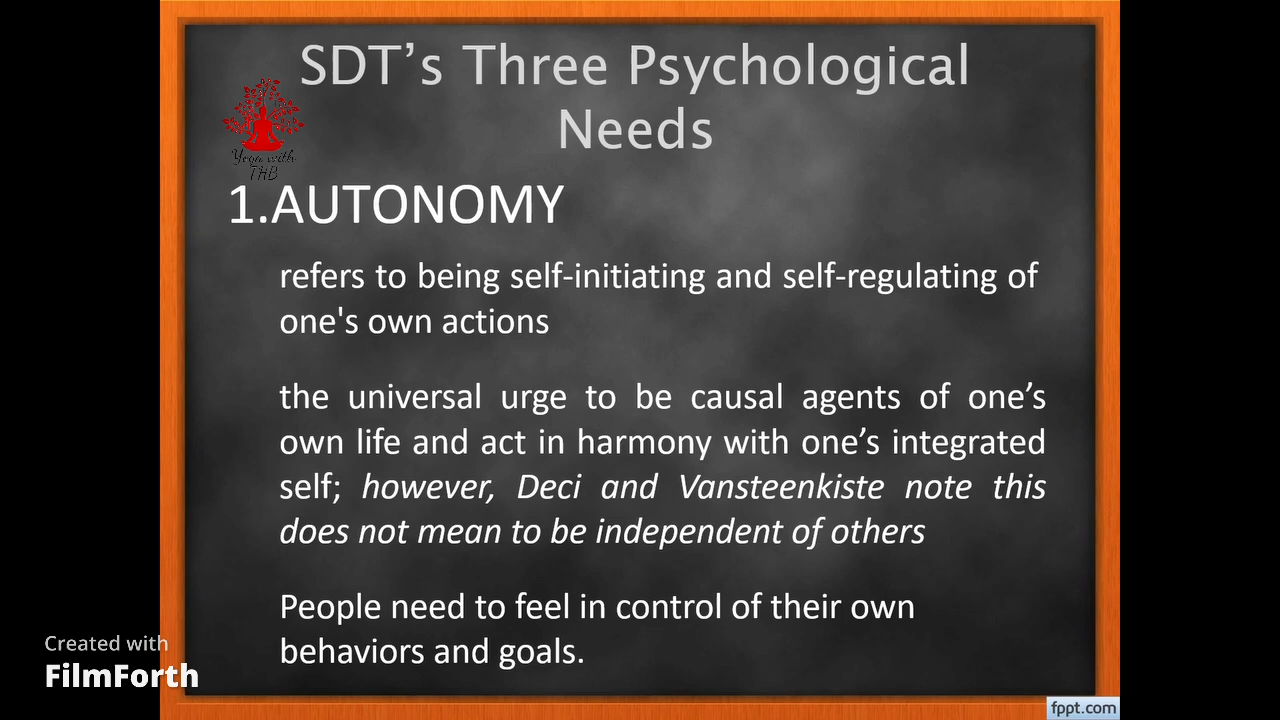 SDT’s Three Psychological
Needs
Yoga with
THB
1.AUTONOMY
refers to being self-initiating and self-regulating of
one's own actions
the universal urge to be causal agents of one’s
own life and act in harmony with one’s integrated
self; however, Deci and Vansteenkiste note this
does not mean to be independent of others
People need to feel in control of their own
behaviors and goals.
Created with
FilmForth
fppt.com